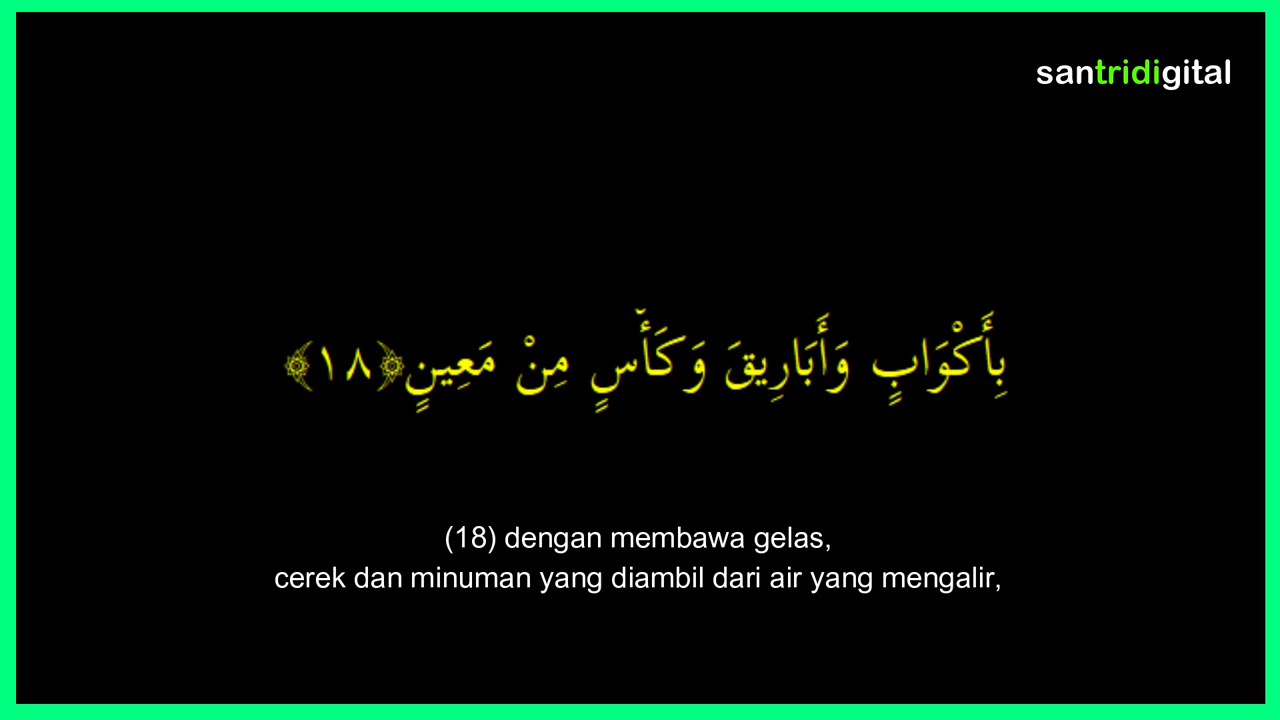 santridigital
بِأَكْوَابٍ وَأَبَارِيقَ وَكَأْسٍ مِنْ مَعِينٍ﴿١٨﴾
(18) dengan membawa gelas,
cerek dan minuman yang diambil dari air yang mengalir,